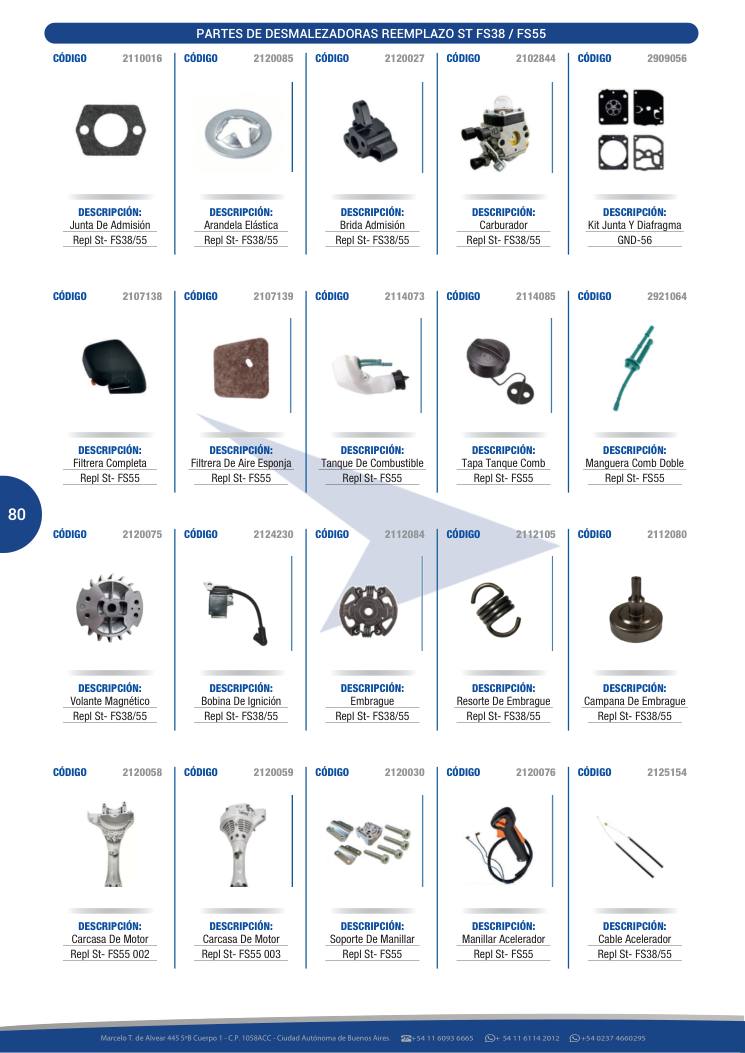 PARTES DE DESMALEZADORAS REEMPLAZO ST FS38 / FS55
CÓDIGO 2110016
DESCRIPCIÓN:
Junta De Admisión
Repl St- FS38/55
CÓDIGO 2120085
DESCRIPCIÓN:
Arandela Elástica
Repl St- FS38/55
CÓDIGO 2120027
DESCRIPCIÓN:
Brida Admisión
Repl St- FS38/55
CÓDIGO 2102844
DESCRIPCIÓN:
Carburador
Repl St- FS38/55
CÓDIGO 2909056
DESCRIPCIÓN:
Kit Junta Y Diafragma
GND-56
CÓDIGO 2107138
DESCRIPCIÓN:
Filtrera Completa
Repl St- FS55
CÓDIGO 2107139
DESCRIPCIÓN:
Filtrera De Aire Esponja
Repl St- FS55
CÓDIGO 2114073
DESCRIPCIÓN:
Tanque De Combustible
Repl St- FS55
CÓDIGO 2114085
DESCRIPCIÓN:
Tapa Tanque Comb
Repl St- FS55
CÓDIGO 2921064
DESCRIPCIÓN:
Manguera Comb Doble
Repl St- FS55
80
CÓDIGO 2120075
DESCRIPCIÓN:
Volante Magnético
Repl St- FS38/55
CÓDIGO 2124230
DESCRIPCIÓN:
Bobina De Ignición
Repl St- FS38/55
CÓDIGO 2112084
DESCRIPCIÓN:
Embrague
Repl St- FS38/55
CÓDIGO 2112105
DESCRIPCIÓN:
Resorte De Embrague
Repl St- FS38/55
CÓDIGO 2112080
DESCRIPCIÓN:
Campana De Embrague
Repl St- FS38/55
CÓDIGO 2120058
DESCRIPCIÓN:
Carcasa De Motor
Repl St- FS55 002
CÓDIGO 2120059
DESCRIPCIÓN:
Carcasa De Motor
Repl St- FS55 003
CÓDIGO 2120030
DESCRIPCIÓN:
Soporte De Manillar
Repl St- FS55
CÓDIGO 2120076
DESCRIPCIÓN:
Manillar Acelerador
Repl St- FS55
CÓDIGO 2125154
DESCRIPCIÓN:
Cable Acelerador
Repl St- FS38/55
Marcelo T. de Alvear 445 5ºB Cuerpo 1 - C.P. 1058ACC - Ciudad Autónoma de Buenos Aires. +54 11 6093 6665 + 54 11 6114 2012 +54 0237 4660295